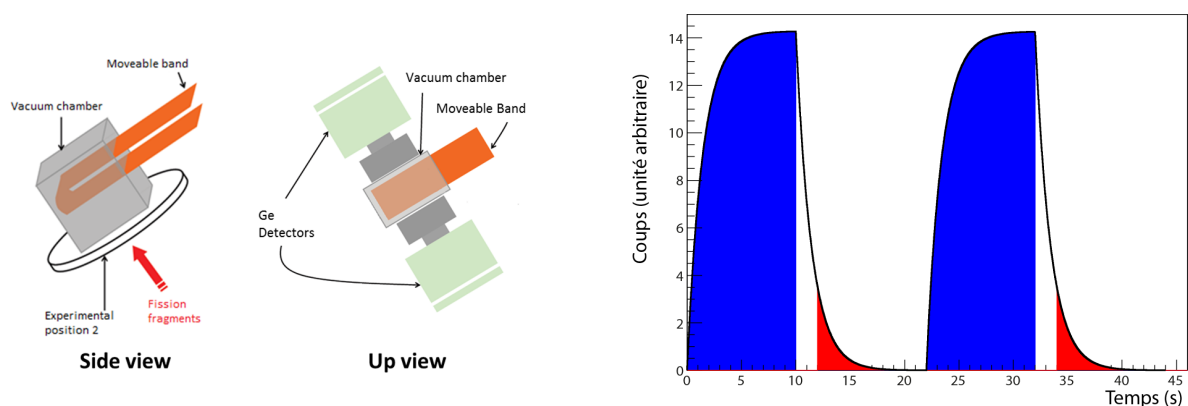 Moveable band
Vacuum chamber
Experimental
position 2
Fission
fragments
Side view
Vacuum chamber
Moveable Band
Ge
Detectors
Up view
Coups (unité arbitraire)
14
12
10
8
6
4
2
0
0 5 10 15 20 25 30 35 40 45
Temps (s)